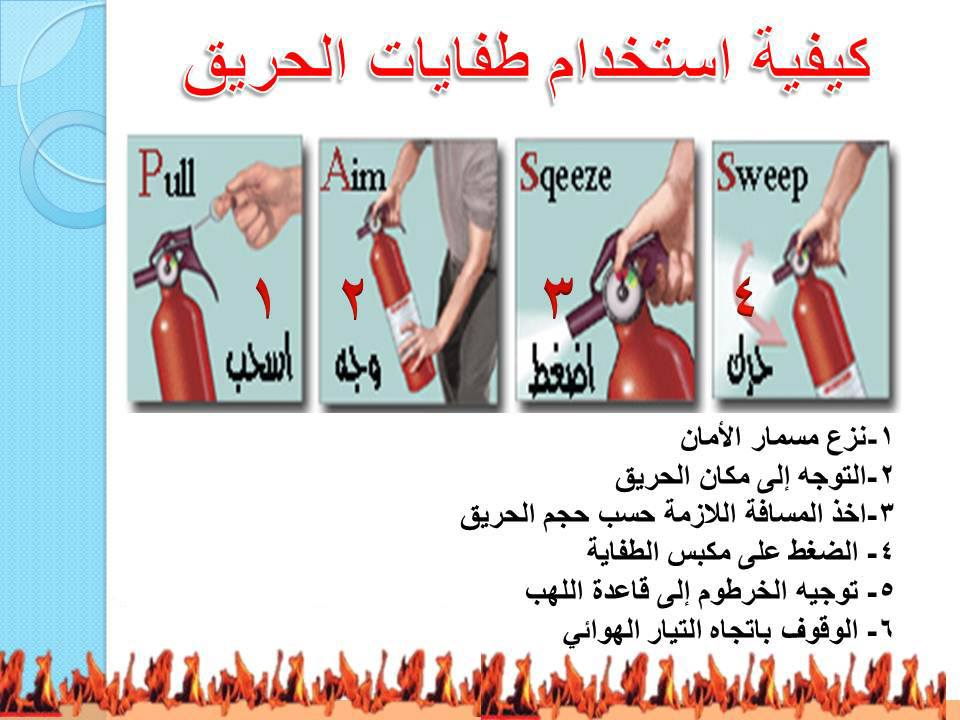 كيفية استخدام طفايات الحريق
Pull
١
اسحب
Aim
٢
وجه
Sqeeze
٣
اضغط
Sweep
٤
حرك
١-نزع مسمار الأمان
٢-التوجه إلى مكان الحريق
٣-اخذ المسافة اللازمة حسب حجم الحريق
٤- الضغط على مكبس الطفاية
٥- توجيه الخرطوم إلى قاعدة اللهب
٦- الوقوف باتجاه التيار الهوائي